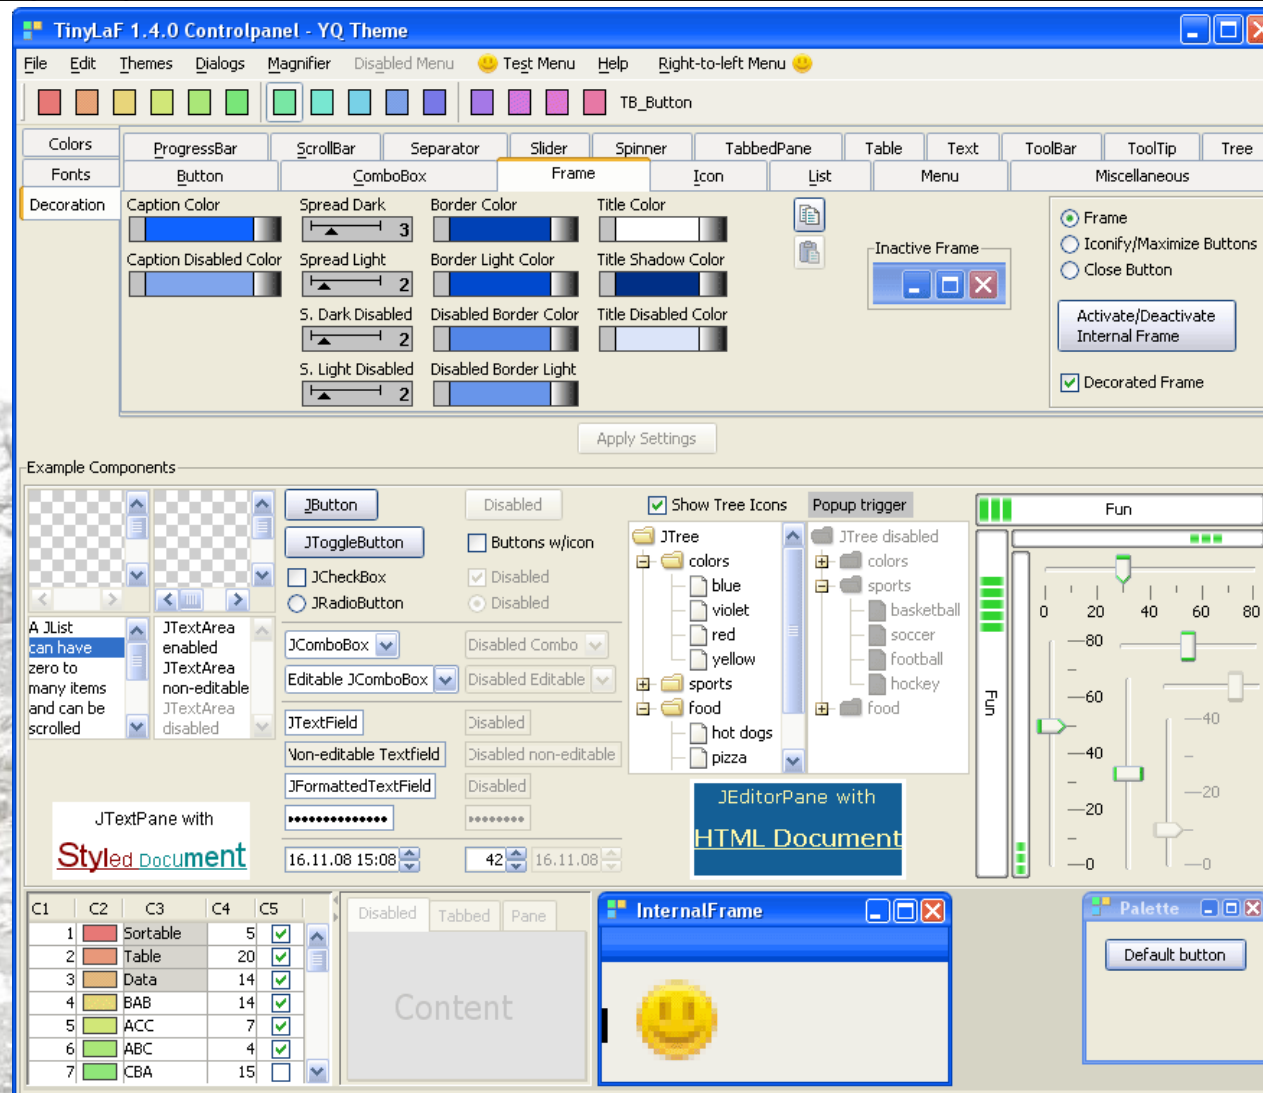 TinyLaF 1.4.0 Controlpanel - YQ Theme
File Edit Themes Dialogs Magnifier Disabled Menu Test Menu Help Right-to-left Menu
TB_Button
Colors
Fonts
Decoration
ProgressBar ScrollBar Separator Slider Spinner TabbedPane Table Text ToolBar ToolTip Tree
Button ComboBox Frame Icon List Menu Miscellaneous
Caption Color
Caption Disabled Color
Spread Dark
3
Spread Light
2
S. Dark Disabled
2
S. Light Disabled
2
Border Color
Border Light Color
Disabled Border Color
Disabled Border Light
Title Color
Title Shadow Color
Title Disabled Color
Inactive Frame
Frame
Iconify/Maximize Buttons
Close Button
Activate/Deactivate
Internal Frame
Decorated Frame
Apply Settings
Example Components
A JList
can have
zero to
many items
and can be
scrolled
JTextArea
enabled
JTextArea
non-editable
JTextArea
disabled
JTextPane with
Styled Document
JButton
Disabled
JToggleButton
Buttons w/icon
JCheckBox
Disabled
JRadioButton
Disabled
JComboBox
Disabled Combo
Editable JComboBox
Disabled Editable
JTextField
Disabled
Non-editable Textfield
Disabled non-editable
JFormattedTextField
Disabled
16.11.08 15:08
42
16.11.08
Show Tree Icons
Popup trigger
JTree
colors
blue
violet
red
yellow
sports
food
hot dogs
pizza
JTree disabled
colors
sports
basketball
soccer
football
hockey
food
JEditorPane with
HTML Document
Fun
Fun
0 20 40 60 80
80
60
40
20
0
40
20
0
C1 C2 C3 C4 C5
1 Sortable 5
2 Table 20
3 Data 14
4 BAB 14
5 ACC 7
6 ABC 4
7 CBA 15
Disabled Tabbed Pane
Content
InternalFrame
Palette
Default button